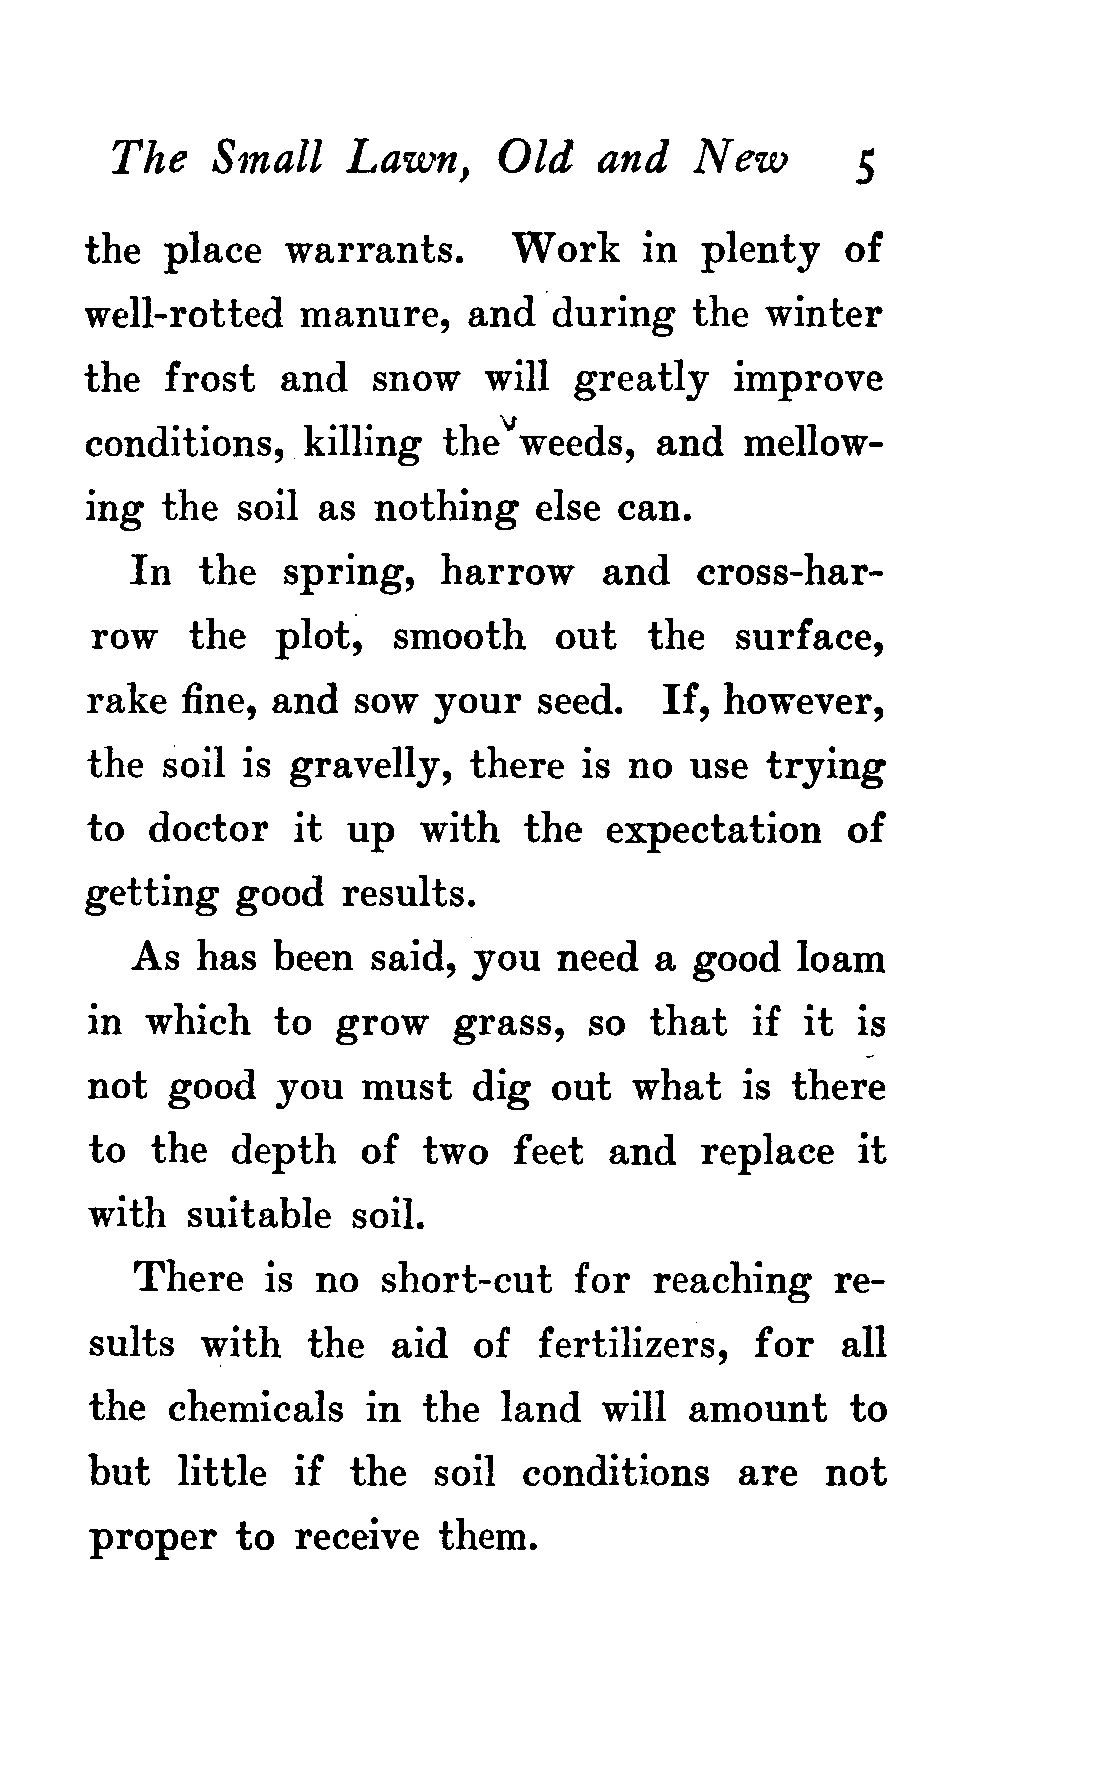 The Small Lawn, Old and New 5
the place warrants. Work in plenty of
well-rotted manure, and during the winter
the frost and snow will greatly improve
conditions, killing the weeds, and mellow-
ing the soil as nothing else can.
In the spring, harrow and cross-har-
row the plot, smooth out the surface,
rake fine, and sow your seed. If, however,
the soil is gravelly, there is no use trying
to doctor it up with the expectation of
getting good results.
As has been said, you need a good loam
in which to grow grass, so that if it is
not good you must dig out what is there
to the depth of two feet and replace it
with suitable soil.
There is no short-cut for reaching re-
sults with the aid of fertilizers, for all
the chemicals in the land will amount to
but little if the soil conditions are not
proper to receive them.